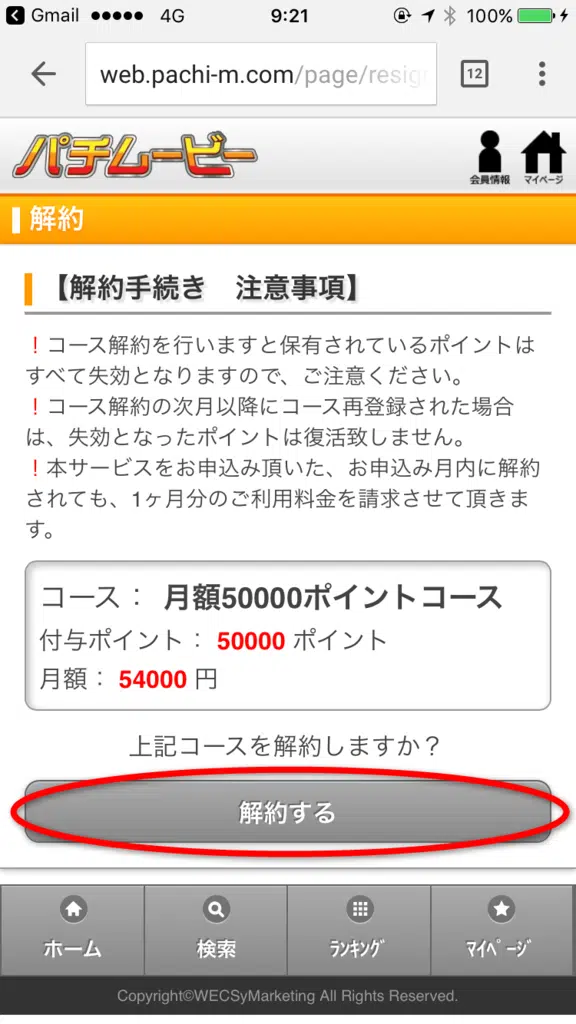 Gmail 4G 9:21 100%
web.pachi-m.com/page/resign
12
パチムービー
会員情報 マイページ
解約
【解約手続き 注意事項】
！コース解約を行いますと保有されているポイントは
すべて失効となりますので、ご注意ください。
！コース解約の次月以降にコース再登録された場合
は、失効となったポイントは復活致しません。
！本サービスをお申込み頂いた、お申込み月内に解約
されても、1ヶ月分のご利用料金を請求させて頂きま
す。
コース： 月額50000ポイントコース
付与ポイント： 50000 ポイント
月額： 54000 円
上記コースを解約しますか？
解約する
ホーム 検索 ﾗﾝｷﾝｸﾞ ﾏｲﾍﾟｰｼﾞ
Copyright©WECSyMarketing All Rights Reserved.